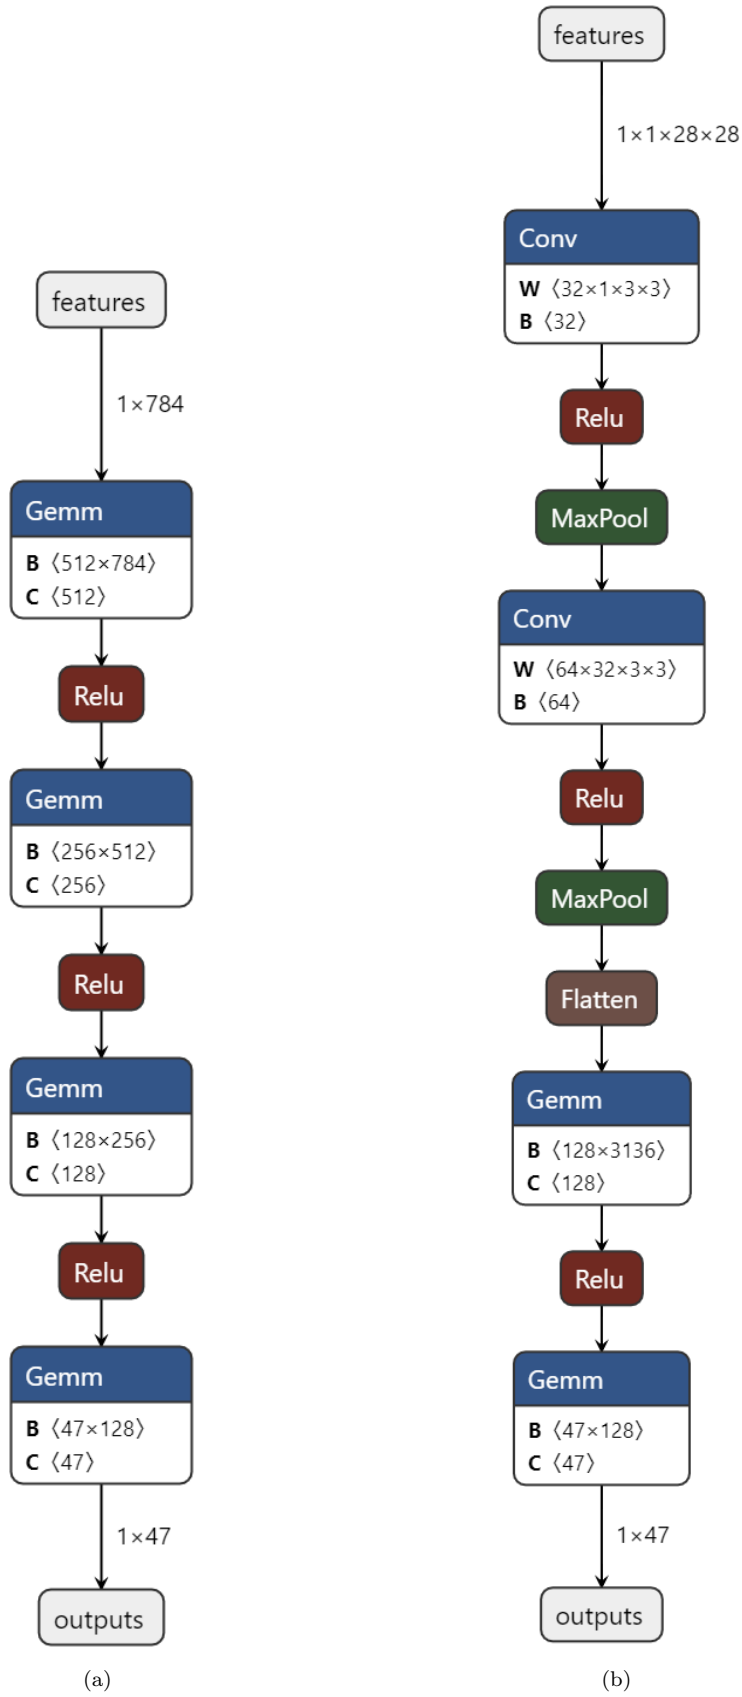 features
1×784
Gemm
B ⟨512×784⟩
C ⟨512⟩
Relu
Gemm
B ⟨256×512⟩
C ⟨256⟩
Relu
Gemm
B ⟨128×256⟩
C ⟨128⟩
Relu
Gemm
B ⟨47×128⟩
C ⟨47⟩
1×47
outputs
(a)
features
1×1×28×28
Conv
W ⟨32×1×3×3⟩
B ⟨32⟩
Relu
MaxPool
Conv
W ⟨64×32×3×3⟩
B ⟨64⟩
Relu
MaxPool
Flatten
Gemm
B ⟨128×3136⟩
C ⟨128⟩
Relu
Gemm
B ⟨47×128⟩
C ⟨47⟩
1×47
outputs
(b)